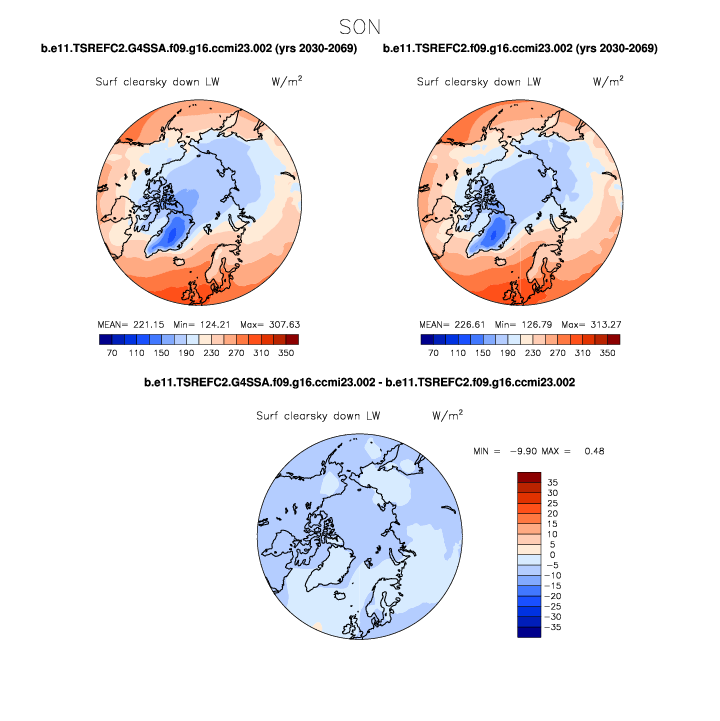 SON
b.e11.TSREFC2.G4SSA.f09.g16.ccmi23.002 (yrs 2030-2069) b.e11.TSREFC2.f09.g16.ccmi23.002 (yrs 2030-2069)
Surf clearsky down LW W/m² Surf clearsky down LW W/m²
MEAN= 221.15 Min= 124.21 Max= 307.63 MEAN= 226.61 Min= 126.79 Max= 313.27
70 110 150 190 230 270 310 350 70 110 150 190 230 270 310 350
b.e11.TSREFC2.G4SSA.f09.g16.ccmi23.002 - b.e11.TSREFC2.f09.g16.ccmi23.002
Surf clearsky down LW W/m²
MIN = -9.90 MAX = 0.48
35
30
25
20
15
10
5
0
-5
-10
-15
-20
-25
-30
-35